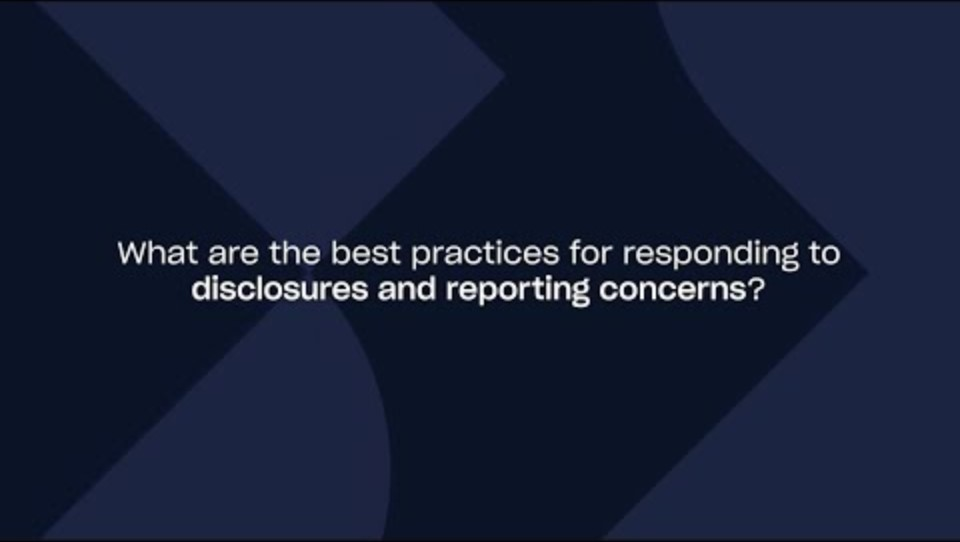 What are the best practices for responding to
disclosures and reporting concerns?